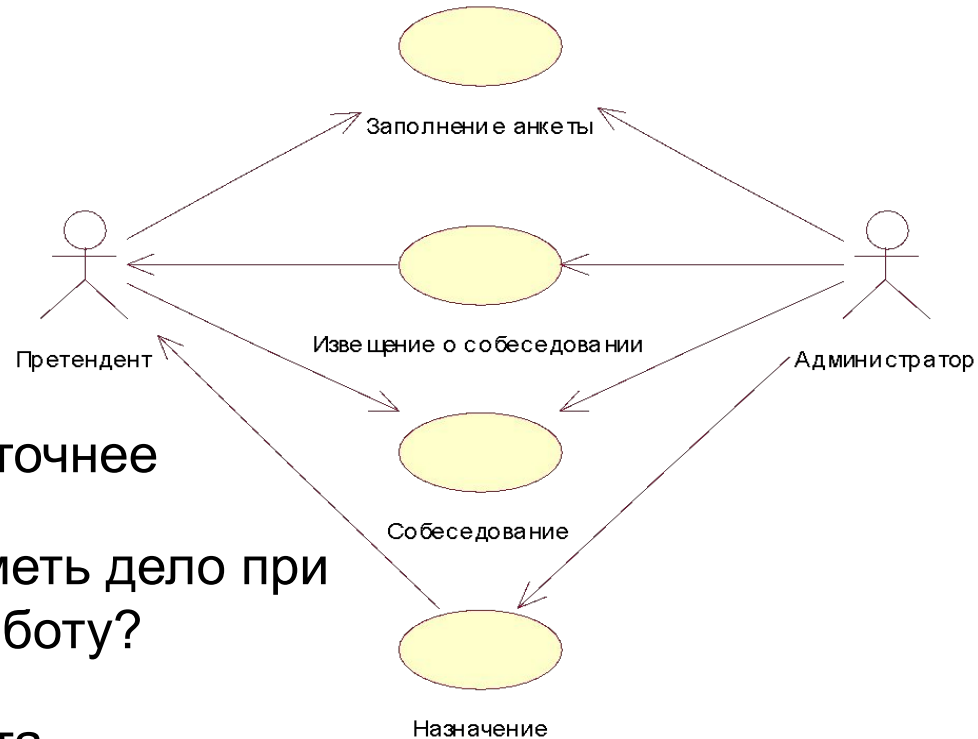 Заполнение анкеты
Извещение о собеседовании
Претендент
Администратор
точнее
Собеседование
меть дело при
боту?
Назначение